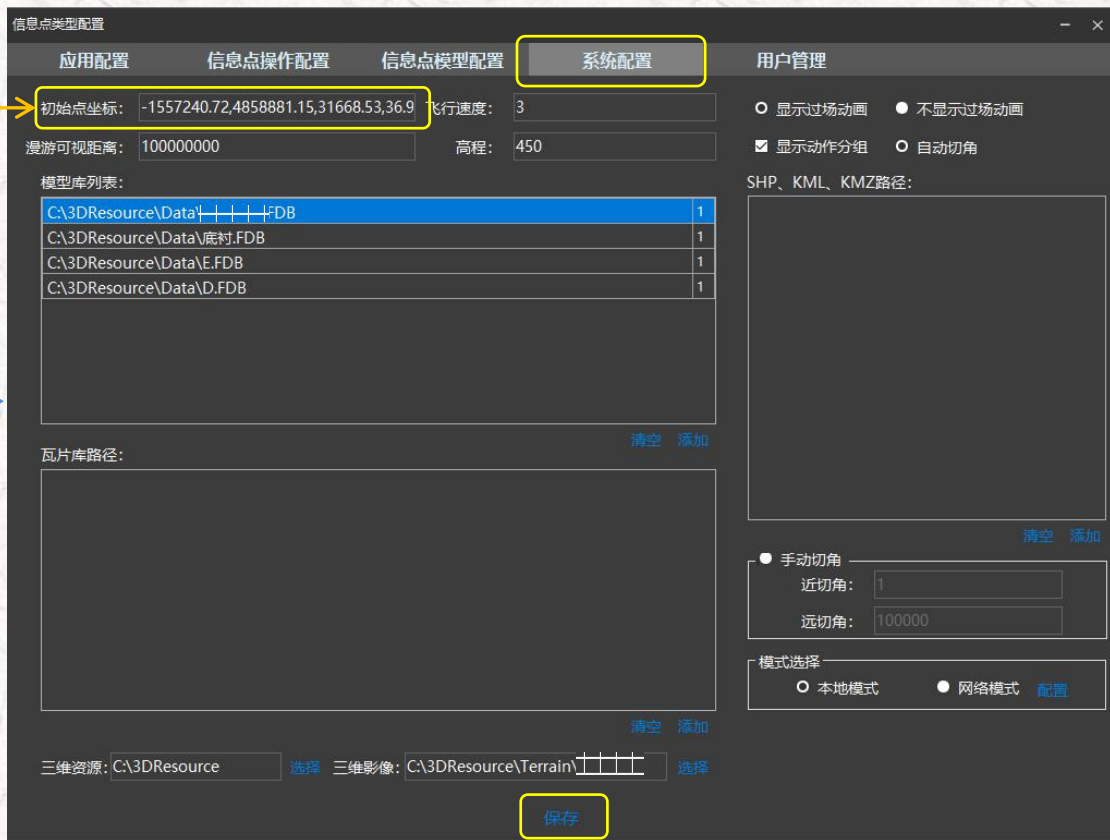 信息点类型配置
应用配置 信息点操作配置 信息点模型配置 系统配置 用户管理
初始点坐标: -1557240.72,4858881.15,31668.53,36.9 飞行速度: 3 显示过场动画 不显示过场动画
漫游可视距离: 100000000 高程: 450 显示动作分组 自动切角
模型库列表: SHP、KML、KMZ路径:
C:\3DResource\Data\ FDB 1
C:\3DResource\Data\底衬.FDB 1
C:\3DResource\Data\E.FDB 1
C:\3DResource\Data\D.FDB 1
清空 添加
瓦片库路径:
清空 添加
手动切角
近切角: 1
远切角: 100000
模式选择
本地模式 网络模式 配置
清空 添加
三维资源: C:\3DResource 选择 三维影像: C:\3DResource\Terrain\ 选择
保存